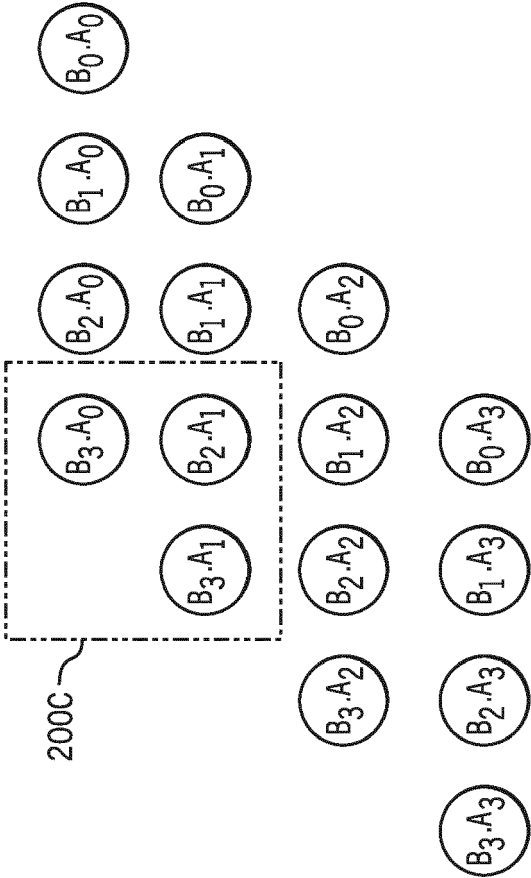 200C
B₃.A₀ B₂.A₀ B₁.A₀ B₀.A₀
B₃.A₁ B₂.A₁ B₁.A₁ B₀.A₁
B₃.A₂ B₂.A₂ B₁.A₂ B₀.A₂
B₃.A₃ B₂.A₃ B₁.A₃ B₀.A₃